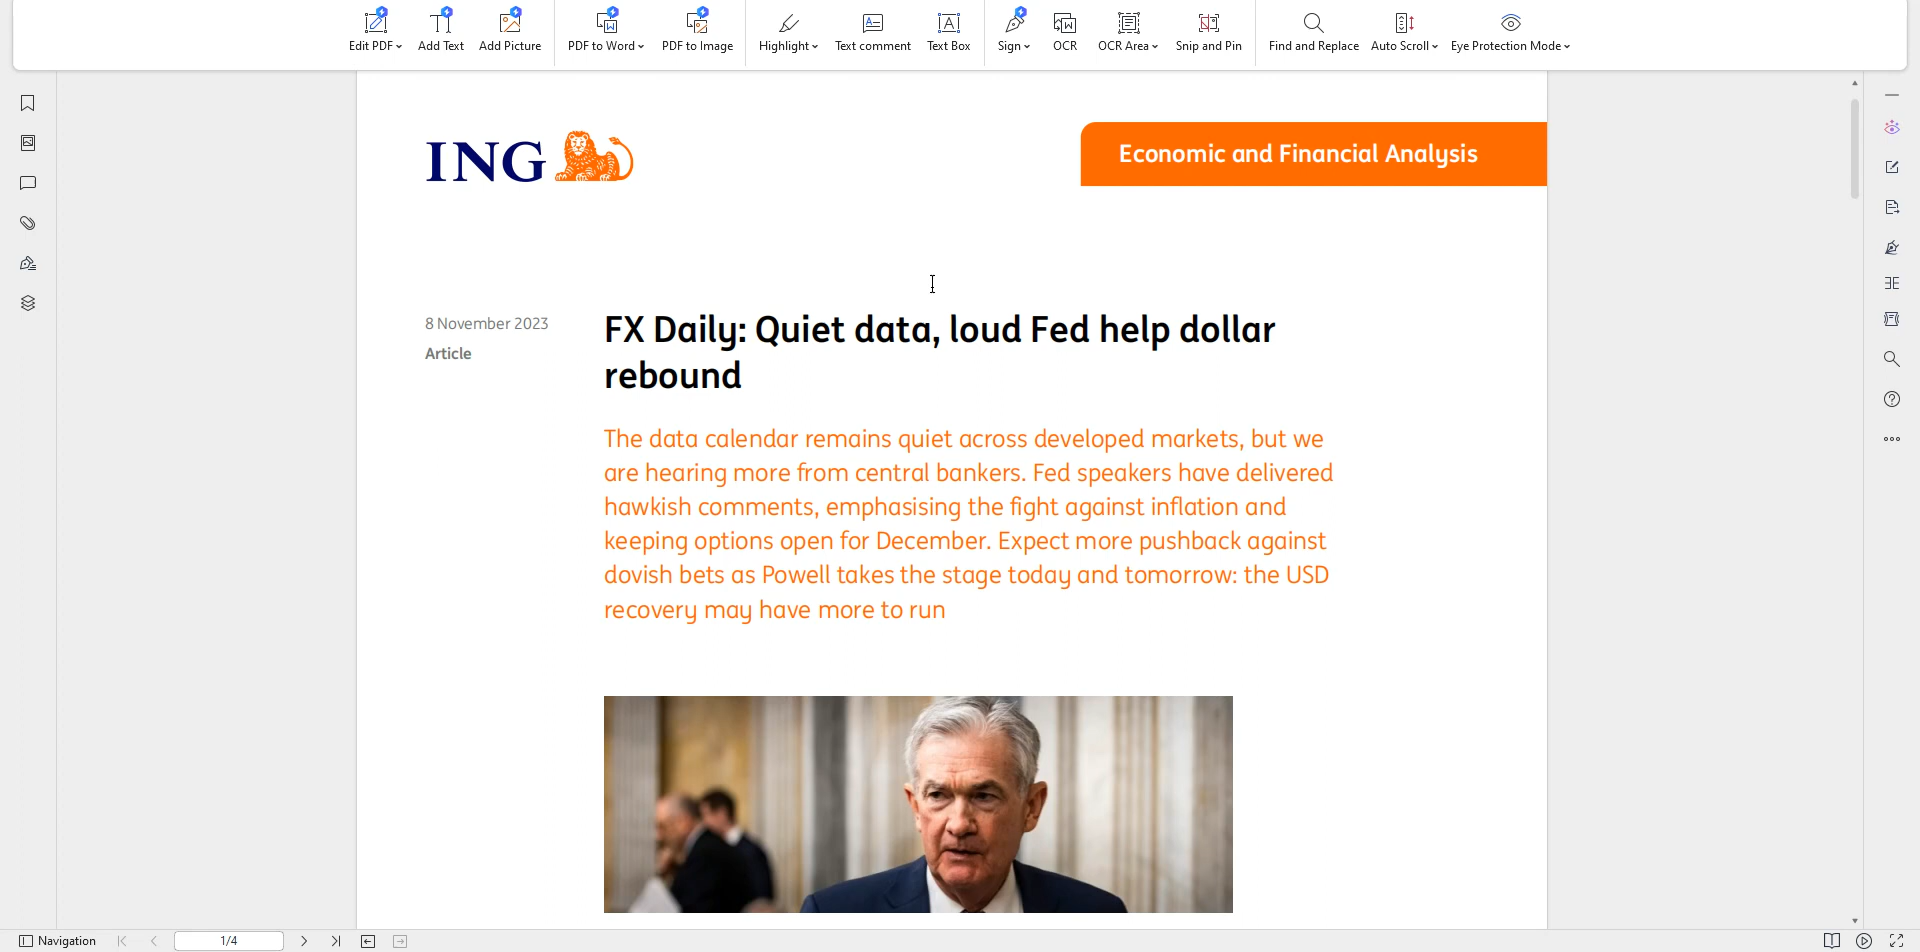 Edit PDF
Add Text
Add Picture
PDF to Word
PDF to Image
Highlight
Text comment
Text Box
Sign
OCR
OCR Area
Snip and Pin
Find and Replace
Auto Scroll
Eye Protection Mode
ING
Economic and Financial Analysis
8 November 2023
Article
FX Daily: Quiet data, loud Fed help dollar
rebound
The data calendar remains quiet across developed markets, but we
are hearing more from central bankers. Fed speakers have delivered
hawkish comments, emphasising the fight against inflation and
keeping options open for December. Expect more pushback against
dovish bets as Powell takes the stage today and tomorrow: the USD
recovery may have more to run
Navigation
1/4